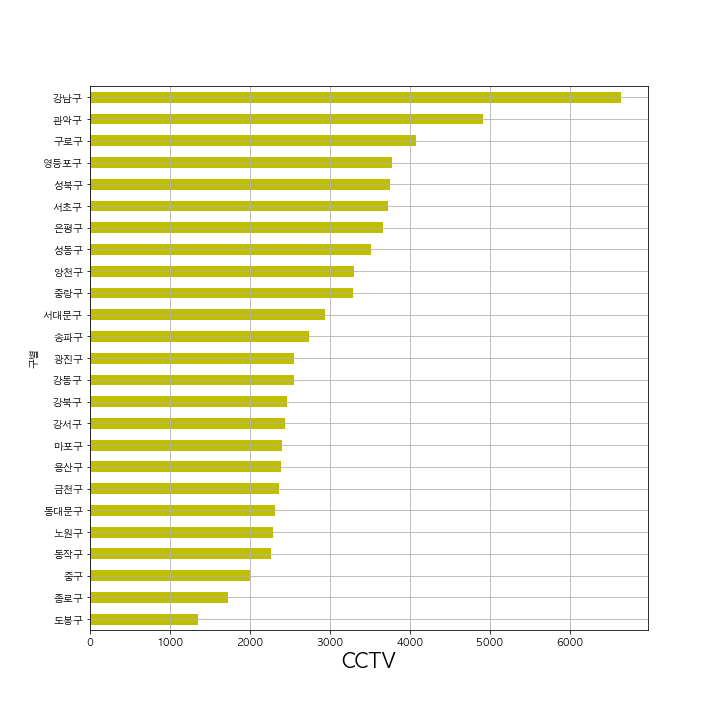 강남구
관악구
구로구
영등포구
성북구
서초구
은평구
성동구
양천구
중랑구
서대문구
송파구
광진구
강동구
강북구
강서구
마포구
용산구
금천구
동대문구
노원구
동작구
중구
종로구
도봉구
구별
0 1000 2000 3000 4000 5000 6000
CCTV